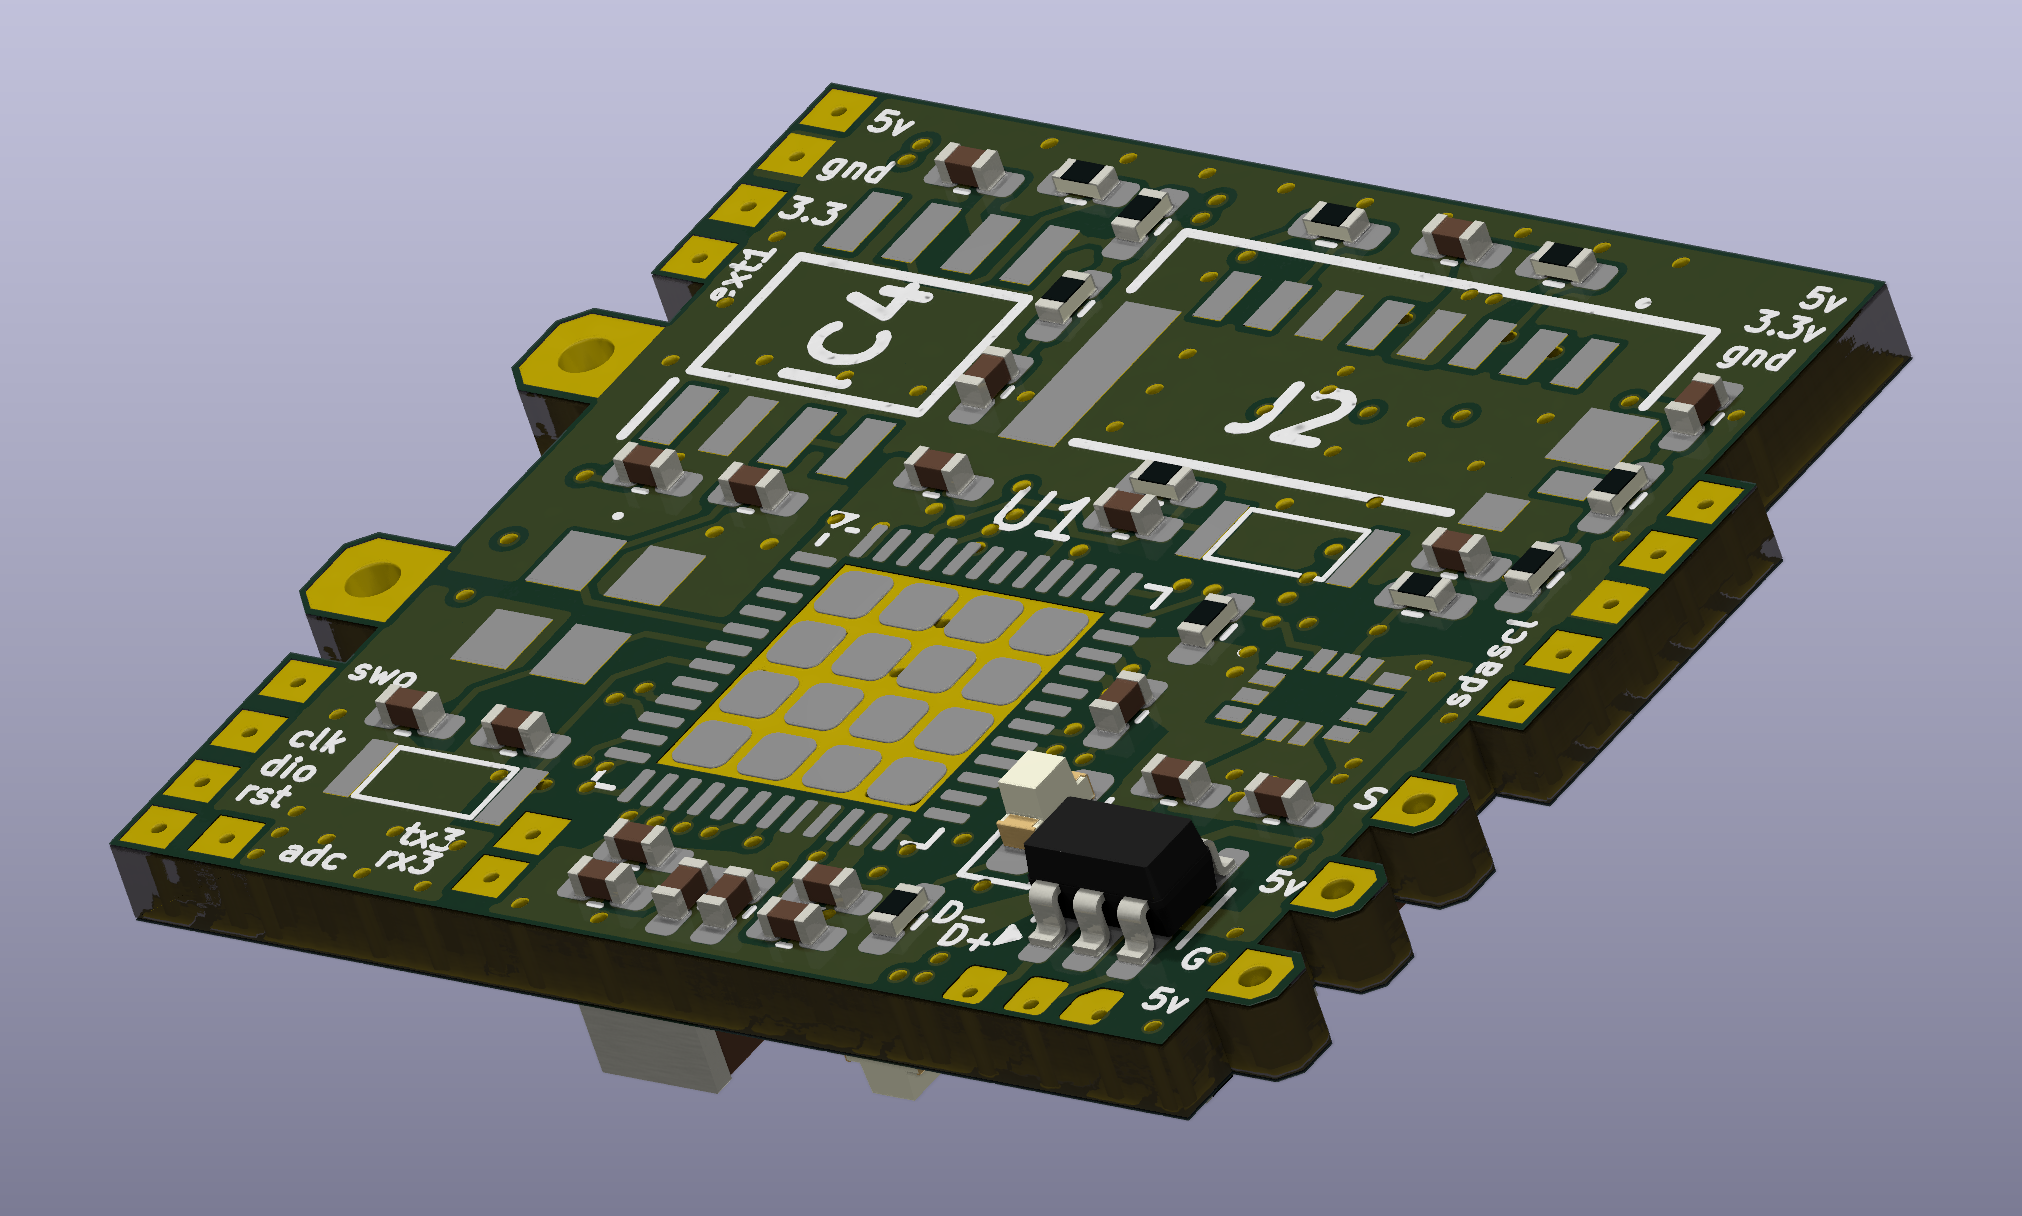 5v
gnd
3.3
ext1
C4
5v
3.3v
gnd
J2
U1
swo
clk
dio
rst
adc
tx3
rx3
sdascl
S
5v
D-
D+
G
5v